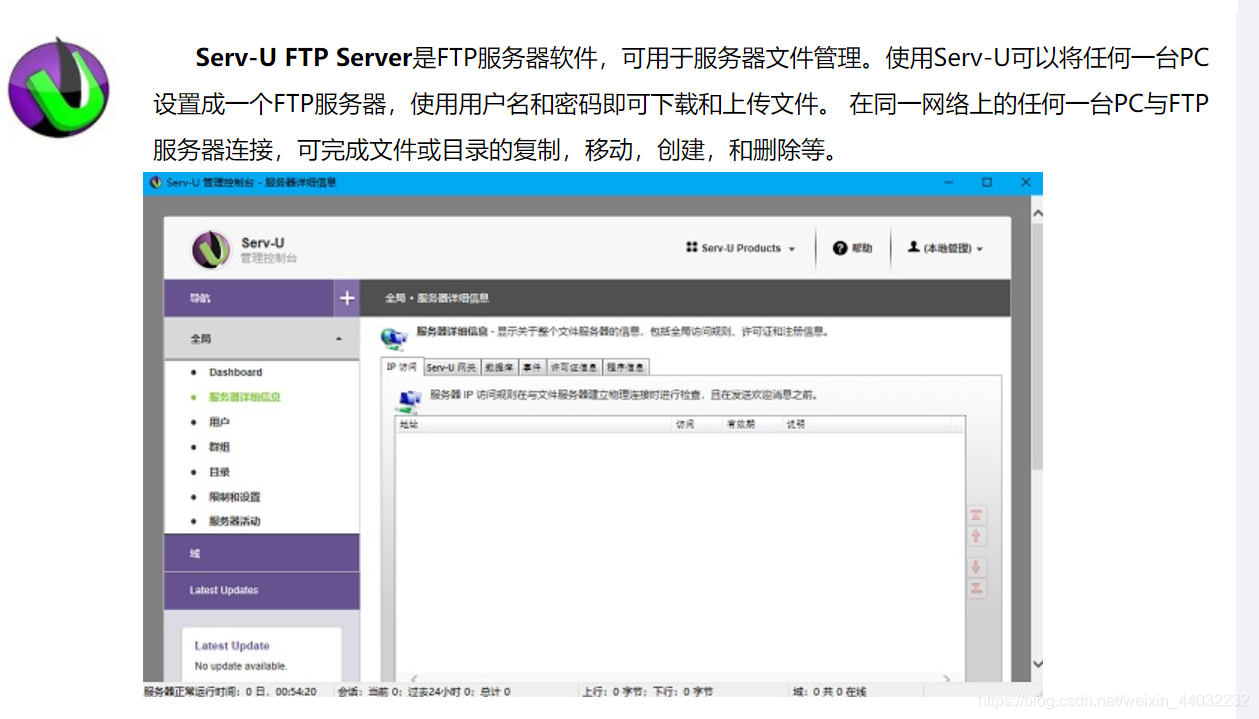 Serv-U FTP Server是FTP服务器软件，可用于服务器文件管理。使用Serv-U可以将任何一台PC
设置成一个FTP服务器，使用用户名和密码即可下载和上传文件。 在同一网络上的任何一台PC与FTP
服务器连接，可完成文件或目录的复制，移动，创建，和删除等。
Serv-U 管理控制台 - 服务器详细信息
Serv-U
管理控制台
Serv-U Products
帮助
(本地管理)
导航
全局 • 服务器详细信息
全局
服务器详细信息 - 显示关于整个文件服务器的信息，包括全局访问规则、许可证和注册信息。
IP 访问 Serv-U 网关 数据库 事件 许可证信息 程序信息
服务器 IP 访问规则在与文件服务器建立物理连接时进行检查，且在发送欢迎消息之前。
地址 访问 有效期 说明
Dashboard
服务器详细信息
用户
群组
目录
限制和设置
服务器活动
域
Latest Updates
Latest Update
No update available.
服务器正常运行时间：0 日，00:54:20 会话：当前 0；过去24小时 0；总计 0 上行：0 字节；下行：0 字节 域：0 共 0 在线
https://blog.csdn.net/weixin_44032232